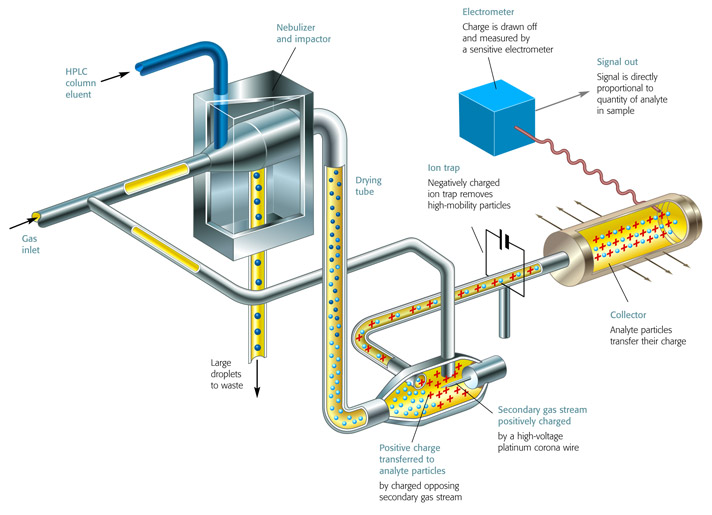 Electrometer
Charge is drawn off
and measured by
a sensitive electrometer
Nebulizer
and impactor
Signal out
Signal is directly
proportional to
quantity of analyte
in sample
HPLC
column
eluent
Ion trap
Negatively charged
ion trap removes
high-mobility particles
Drying
tube
Gas
inlet
Collector
Analyte particles
transfer their charge
Large
droplets
to waste
Secondary gas stream
positively charged
by a high-voltage
platinum corona wire
Positive charge
transferred to
analyte particles
by charged opposing
secondary gas stream